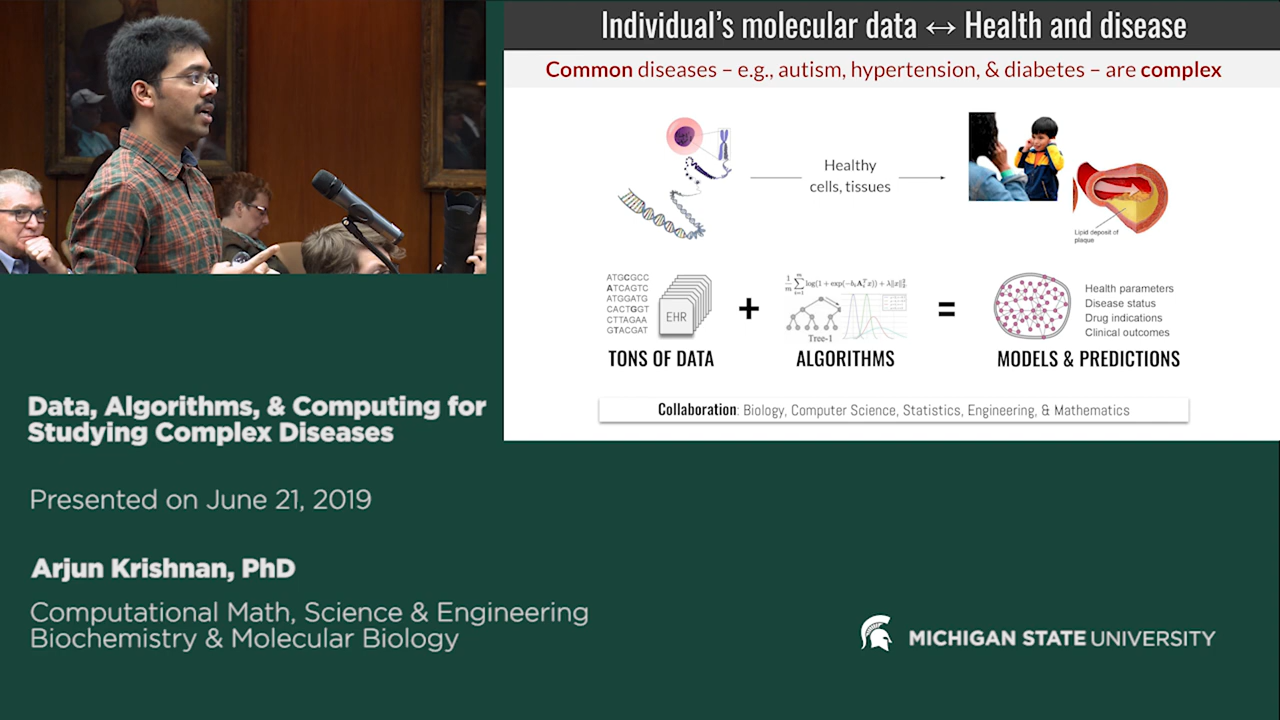 Individual's molecular data ↔ Health and disease
Common diseases – e.g., autism, hypertension, & diabetes – are complex
Healthy
cells, tissues
Lipid deposit of
plaque
ATGCGCC
ATCAGTC
ATGGATG
CACTGGT
CTTAGAA
GTACGAT
EHR
+
Tree-1
=
Health parameters
Disease status
Drug indications
Clinical outcomes
TONS OF DATA
ALGORITHMS
MODELS & PREDICTIONS
Collaboration: Biology, Computer Science, Statistics, Engineering, & Mathematics
Data, Algorithms, & Computing for
Studying Complex Diseases
Presented on June 21, 2019
Arjun Krishnan, PhD
Computational Math, Science & Engineering
Biochemistry & Molecular Biology
MICHIGAN STATE UNIVERSITY